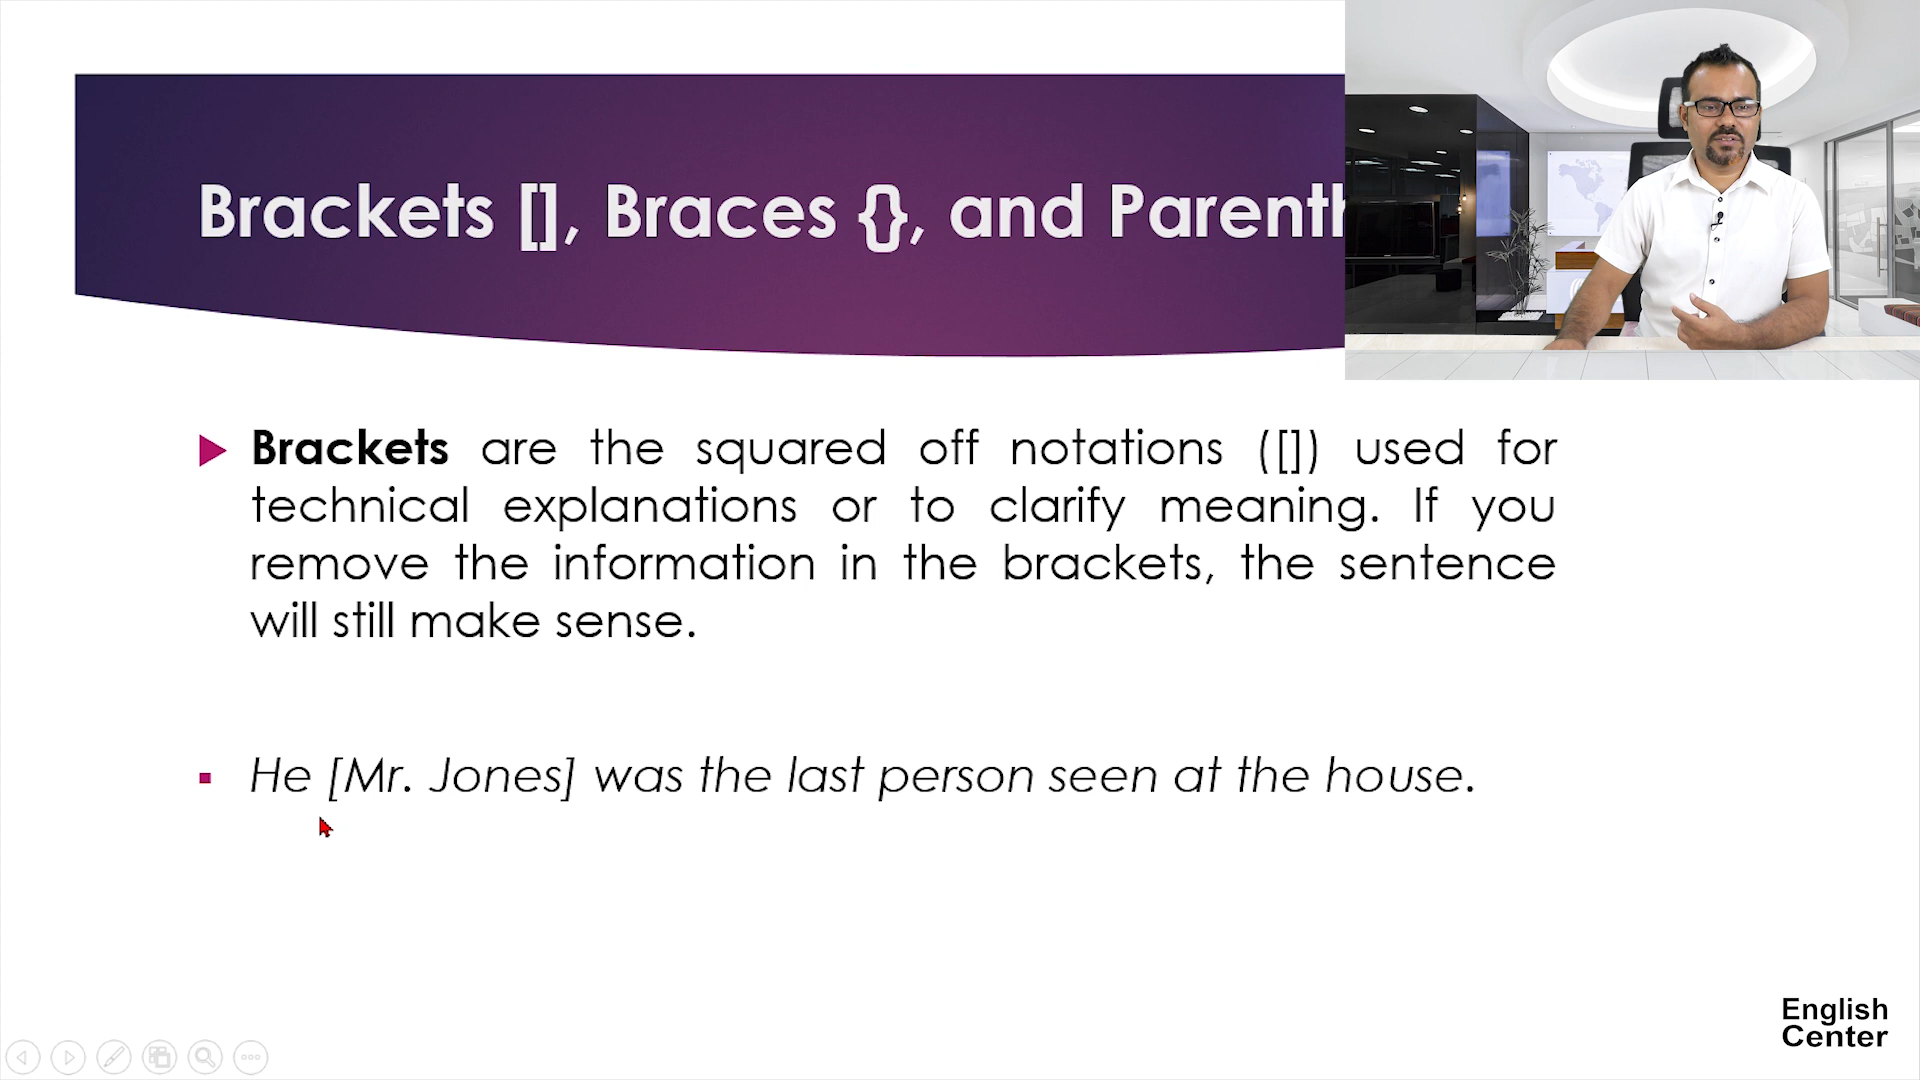 Brackets [], Braces {}, and Parent
Brackets are the squared off notations ([]) used for
technical explanations or to clarify meaning. If you
remove the information in the brackets, the sentence
will still make sense.
He [Mr. Jones] was the last person seen at the house.
English
Center